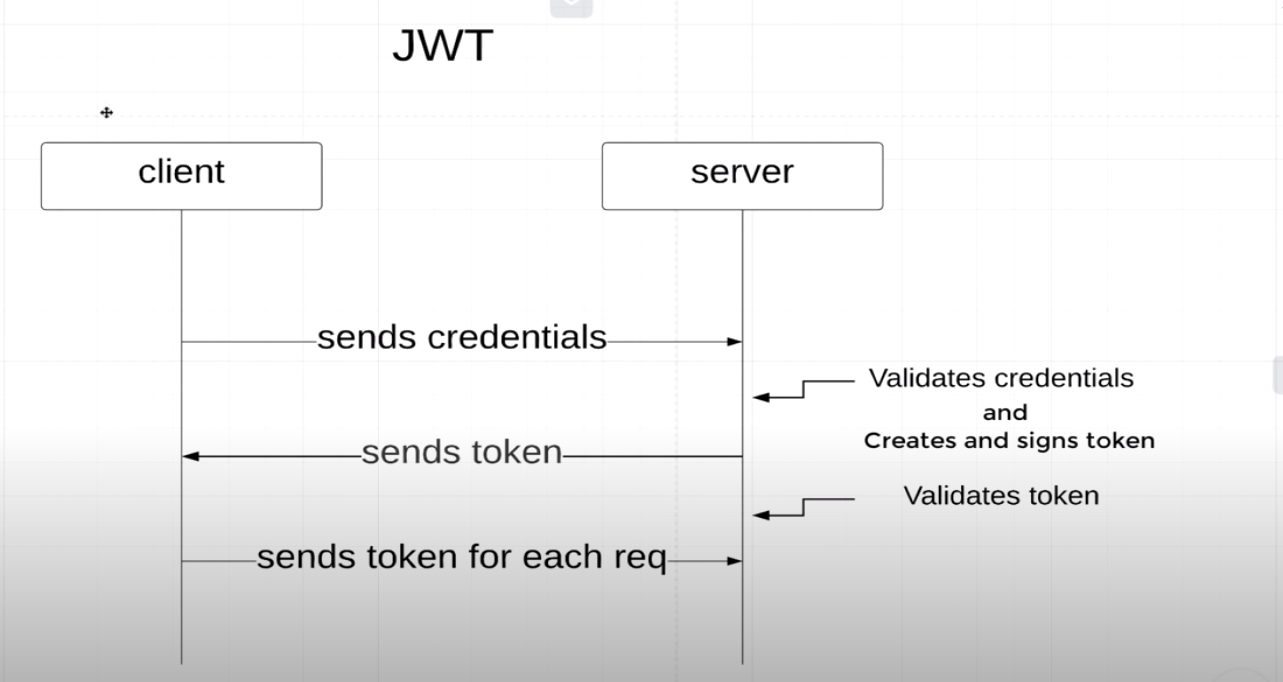 JWT
client
server
sends credentials
Validates credentials
and
Creates and signs token
sends token
Validates token
sends token for each req